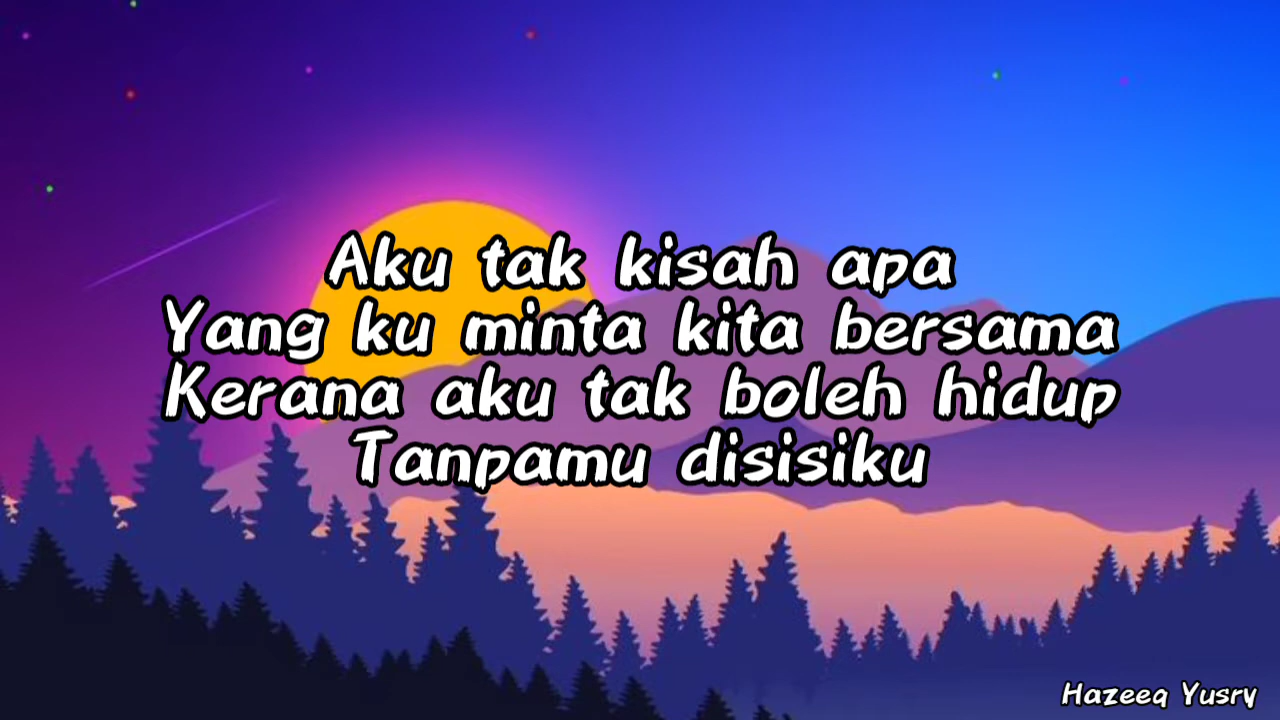 Aku tak kisah apa
Yang ku minta kita bersama
Kerana aku tak boleh hidup
Tanpamu disisiku
Hazeeq Yusry